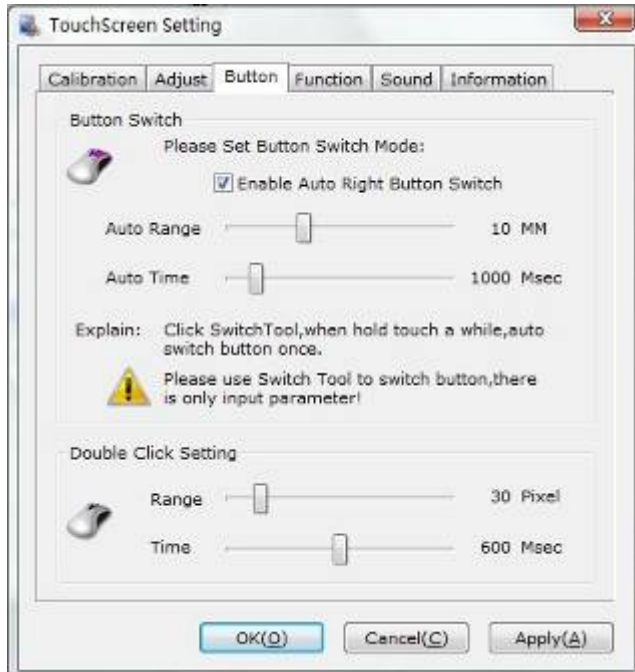 TouchScreen Setting
Calibration Adjust Button Function Sound Information
Button Switch
Please Set Button Switch Mode:
Enable Auto Right Button Switch
Auto Range 10 MM
Auto Time 1000 Msec
Explain: Click SwitchTool,when hold touch a while,auto
switch button once.
Please use Switch Tool to switch button,there
is only input parameter!
Double Click Setting
Range 30 Pixel
Time 600 Msec
OK(O) Cancel(C) Apply(A)